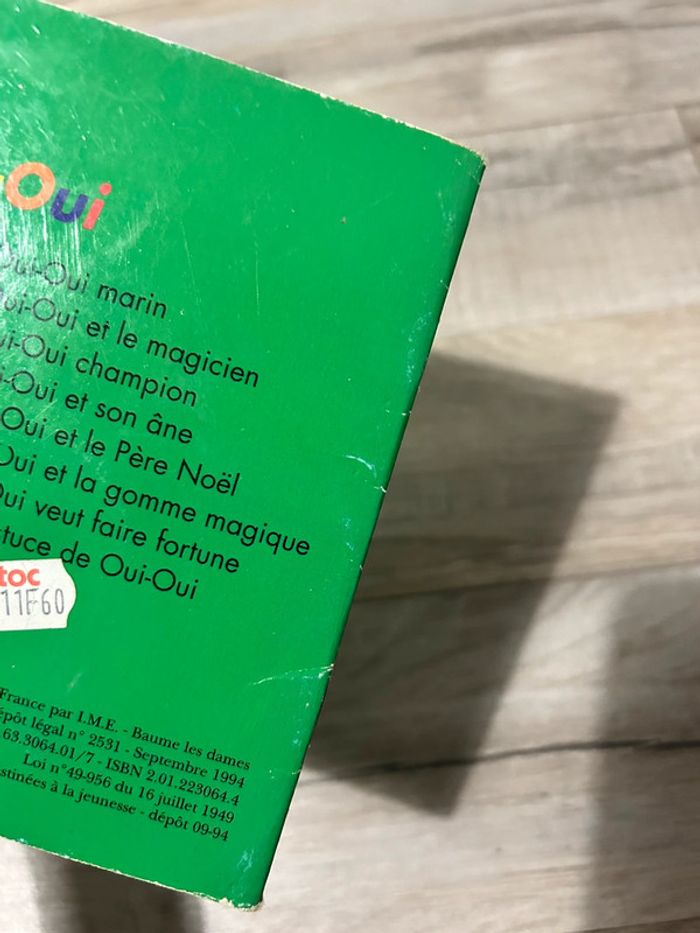 Oui
Oui-Oui marin
Oui-Oui et le magicien
Oui-Oui champion
Oui et son âne
Oui et le Père Noël
Oui et la gomme magique
Oui veut faire fortune
de Oui-Oui
toc
11F60
France par I.M.E. - Baume les dames
légal n° 2531 - Septembre 1994
63.3064.01/7 - ISBN 2.01.223064.4
Loi n°49-956 du 16 juillet 1949
à la jeunesse - dépôt 09-94